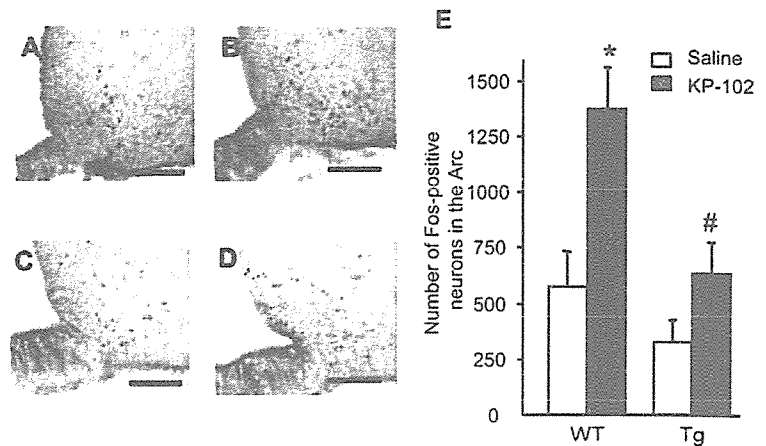 A
B
C
D
E
Number of Fos-positive
neurons in the Arc
1500
1250
1000
750
500
250
0
*
#
Saline
KP-102
WT
Tg